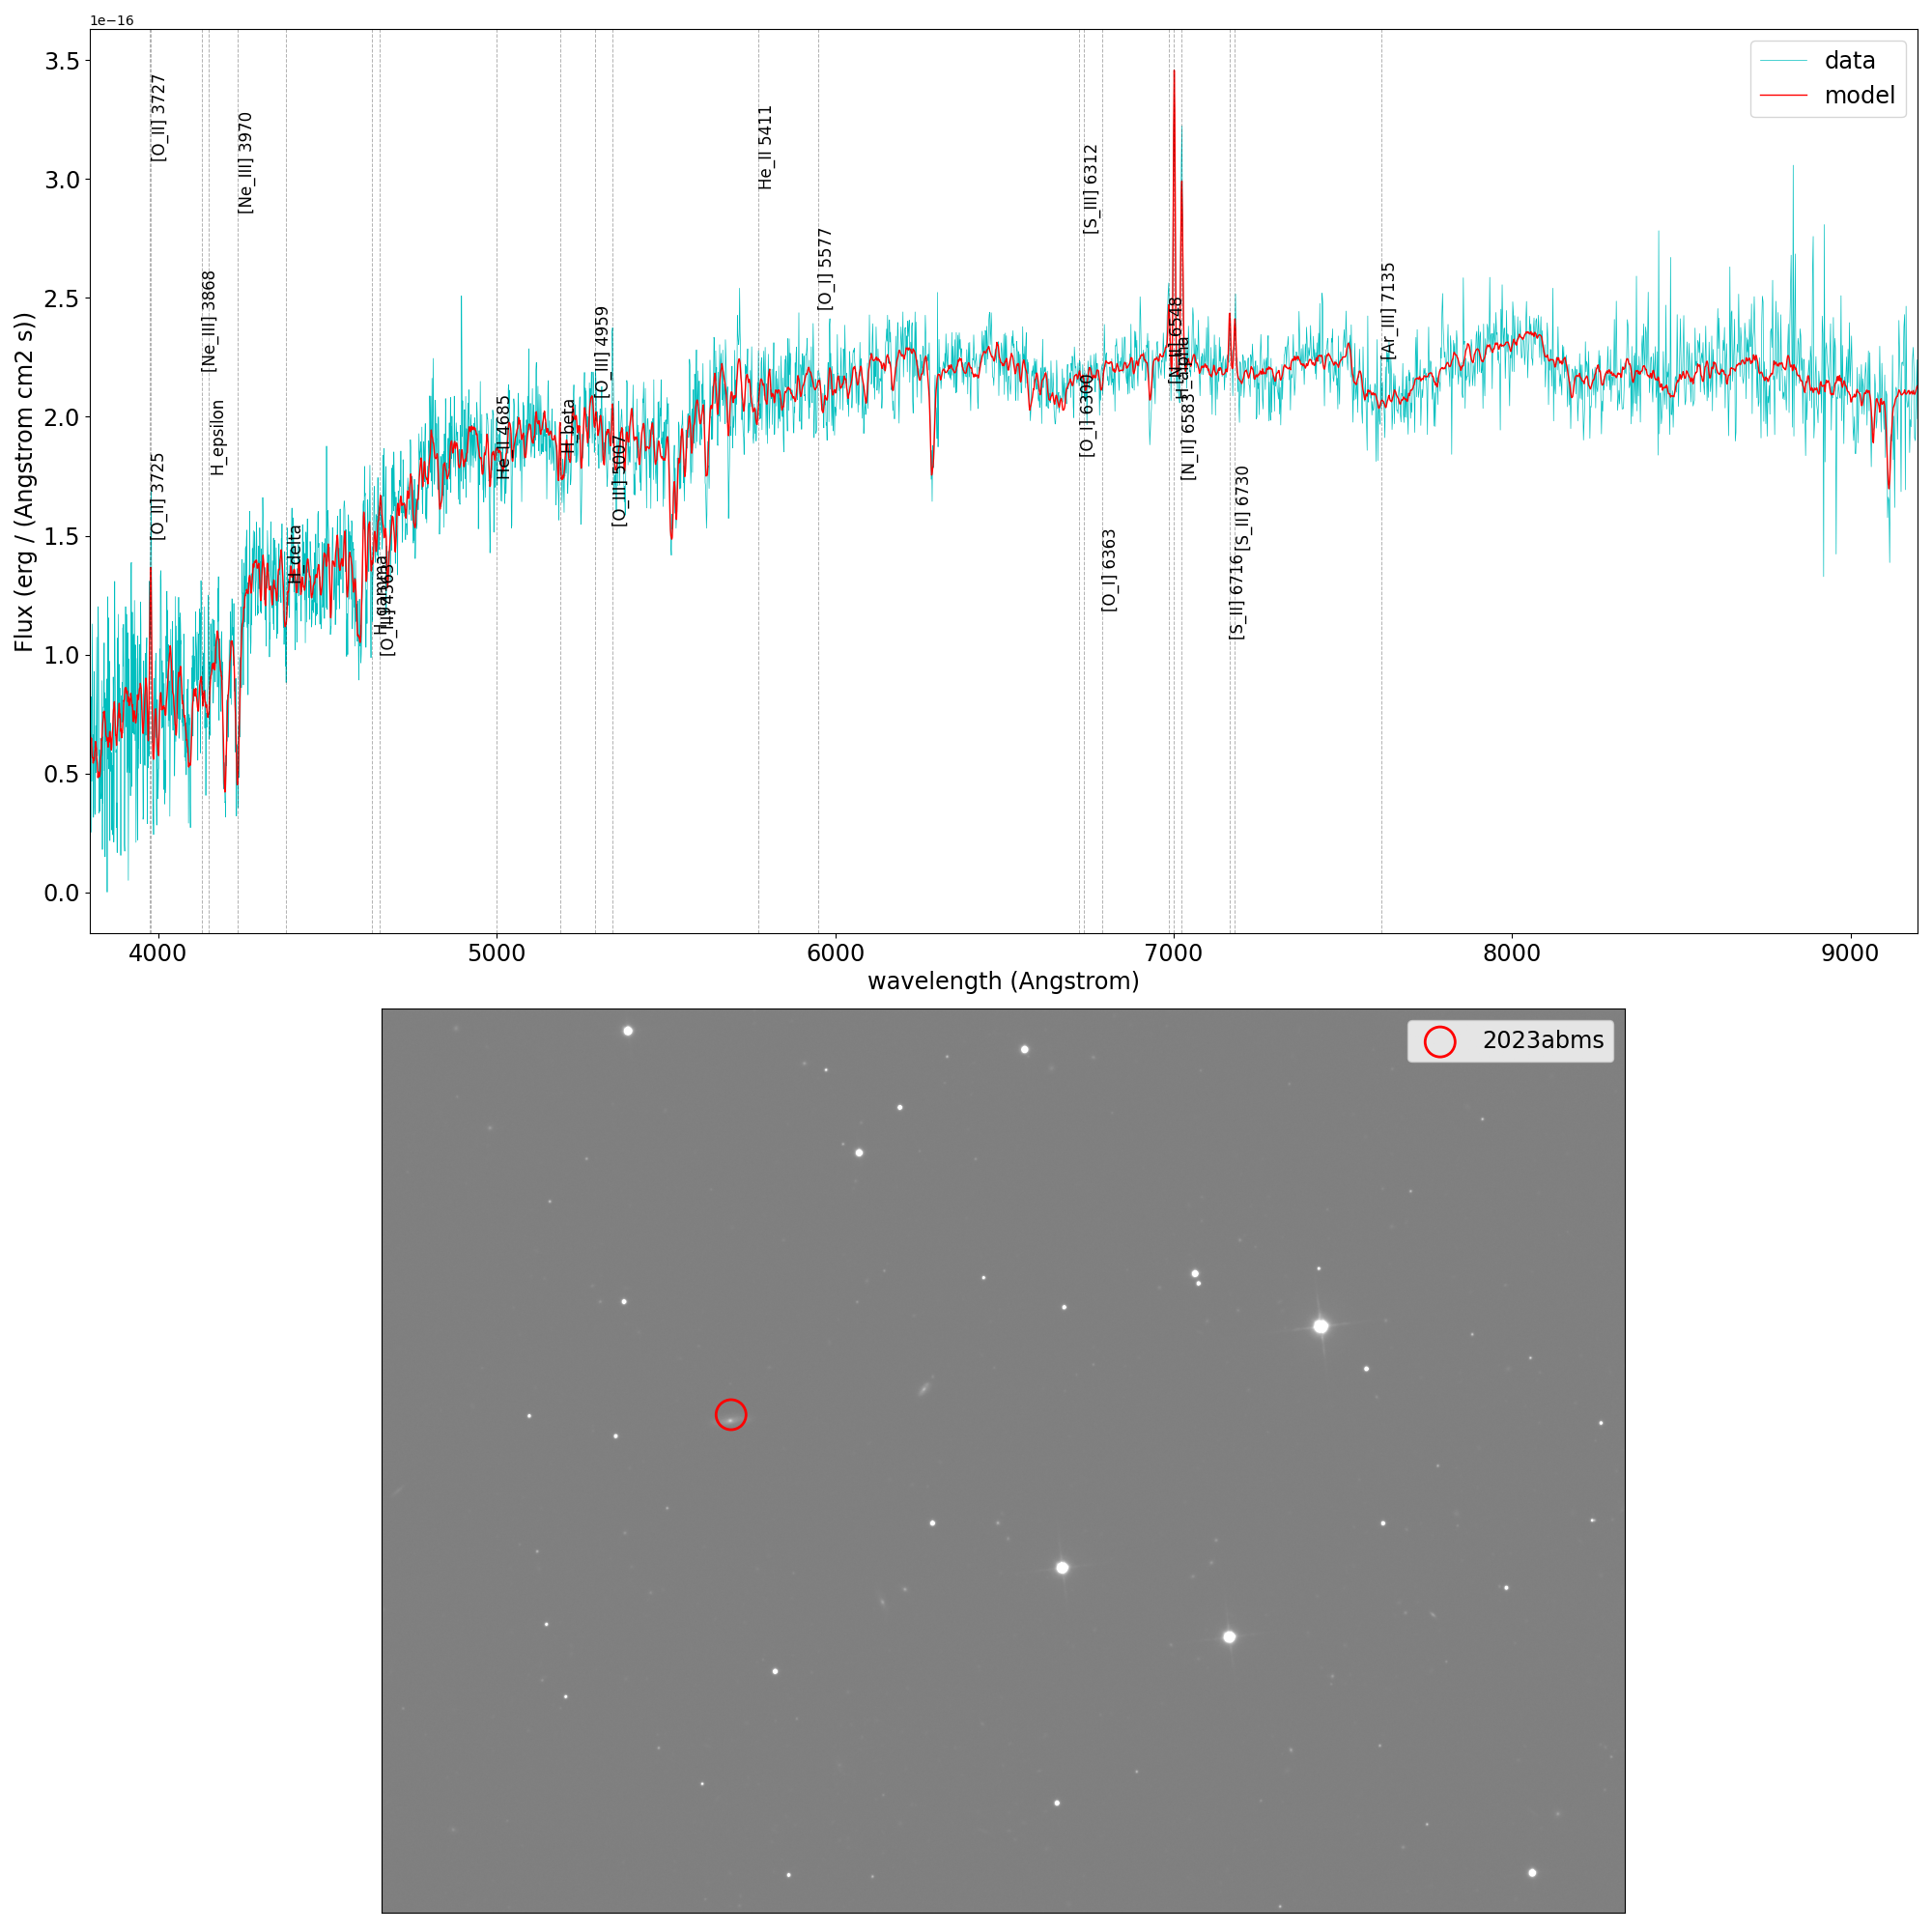 1e−16
Flux (erg / (Angstrom cm2 s))
3.5
3.0
2.5
2.0
1.5
1.0
0.5
0.0
data
model
[O_II] 3727
[O_II] 3725
[Ne_III] 3868
H_epsilon
[Ne_III] 3970
H_delta
H_gamma
[O_III] 4363
He_II 4685
H_beta
[O_III] 4959
[O_III] 5007
He_II 5411
[O_I] 5577
[O_I] 6300
[S_III] 6312
[O_I] 6363
[N_II] 6548
H_alpha
[N_II] 6583
[S_II] 6716
[S_II] 6730
[Ar_III] 7135
4000
5000
6000
7000
8000
9000
wavelength (Angstrom)
2023abms